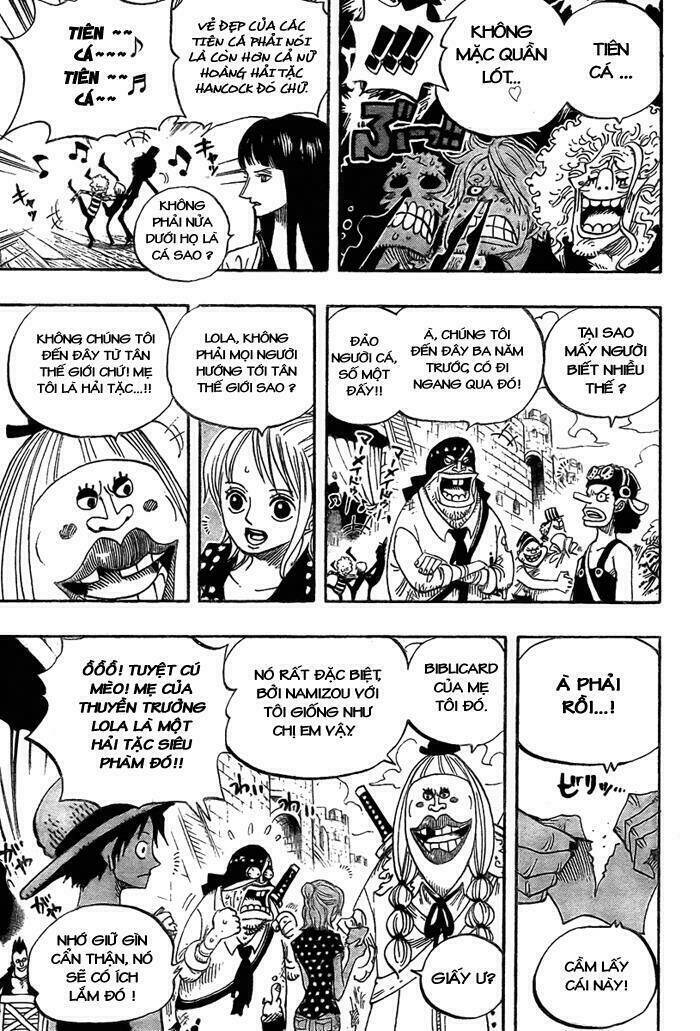 TIÊN
CÁ ...
KHÔNG
MẶC QUẦN
LÓT...
!!!
VẺ ĐẸP CỦA CÁC
TIÊN CÁ PHẢI NÓI
LÀ CÒN HƠN CẢ NỮ
HOÀNG HẢI TẶC
HANCOCK ĐÓ CHỨ.
TIÊN ~~
CÁ~~~♪
TIÊN ~~
CÁ~~ ♬
KHÔNG
PHẢI NỬA
DƯỚI HỌ LÀ
CÁ SAO ?
TẠI SAO
MẤY NGƯỜI
BIẾT NHIỀU
THẾ ?
Á, CHÚNG TÔI
ĐẾN ĐÂY BA NĂM
TRƯỚC, CÓ ĐI
NGANG QUA ĐÓ!
ĐẢO
NGƯỜI CÁ,
SỐ MỘT
ĐẤY!!
LOLA, KHÔNG
PHẢI MỌI NGƯỜI
HƯỚNG TỚI TÂN
THẾ GIỚI SAO ?
KHÔNG, CHÚNG TÔI
ĐẾN ĐÂY TỪ TÂN
THẾ GIỚI CHỨ! MẸ
TÔI LÀ HẢI TẶC...!!
À PHẢI
RỒI...!
ビリッ…
CẦM LẤY
CÁI NÀY!
BIBLICARD
CỦA MẸ
TÔI ĐÓ.
NÓ RẤT ĐẶC BIỆT,
BỞI NAMIZOU VỚI
TÔI GIỐNG NHƯ
CHỊ EM VẬY
GIẤY Ư?
ỒỒỒ! TUYỆT CÚ
MÈO! MẸ CỦA
THUYỀN TRƯỞNG
LOLA LÀ MỘT
HẢI TẶC SIÊU
PHÀM ĐÓ!!
NHỚ GIỮ GÌN
CẨN THẬN, NÓ
SẼ CÓ ÍCH
LẮM ĐÓ !